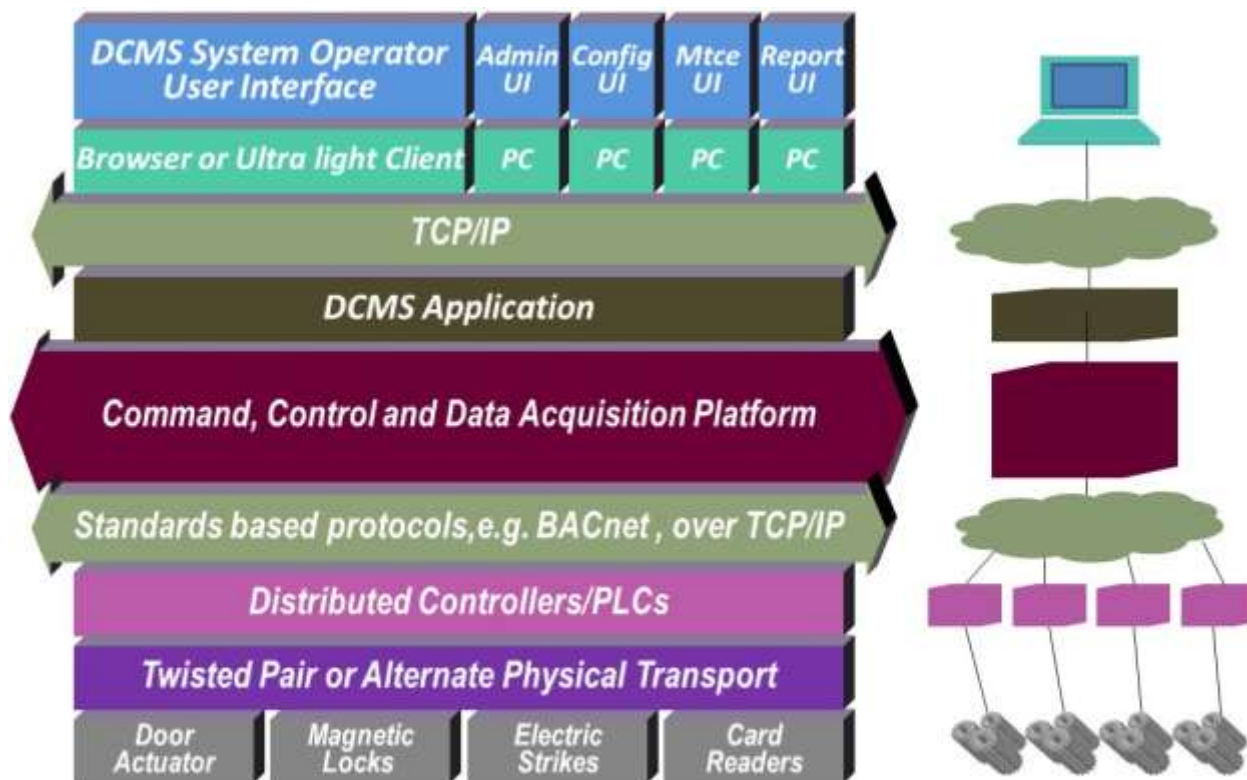 DCMS System Operator
User Interface
Admin
UI
Config
UI
Mtce
UI
Report
UI
Browser or Ultra light Client
PC
PC
PC
PC
TCP/IP
DCMS Application
Command, Control and Data Acquisition Platform
Standards based protocols,e.g. BACnet , over TCP/IP
Distributed Controllers/PLCs
Twisted Pair or Alternate Physical Transport
Door
Actuator
Magnetic
Locks
Electric
Strikes
Card
Readers